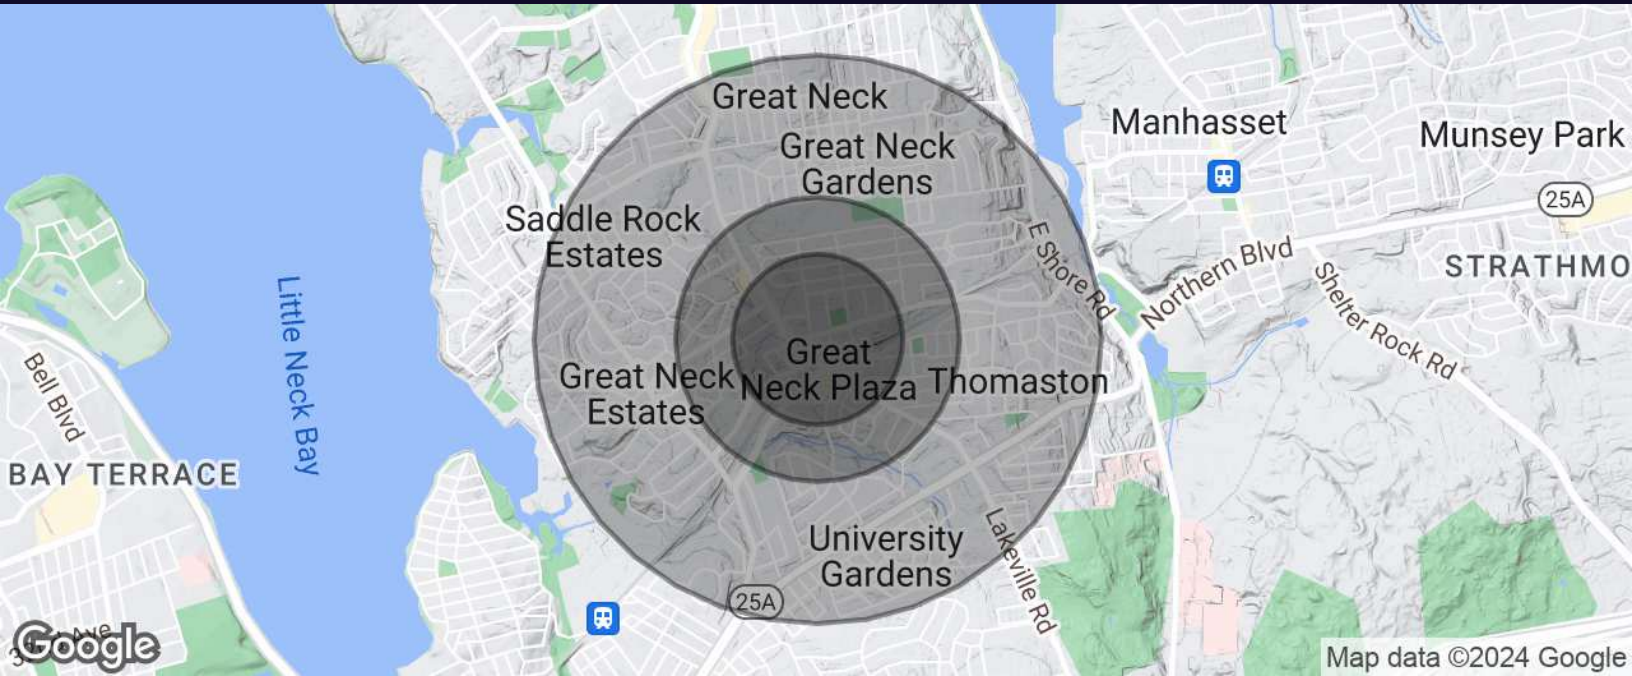 Great Neck
Great Neck
Gardens
Manhasset
Munsey Park
25A
Saddle Rock
Estates
E Shore Rd
Northern Blvd
STRATHMO
Shelter Rock Rd
Little Neck Bay
Bell Blvd
Great
Neck Plaza
Great Neck
Estates
Thomaston
BAY TERRACE
University
Gardens
Lakeville Rd
25A
Google
Map data ©2024 Google